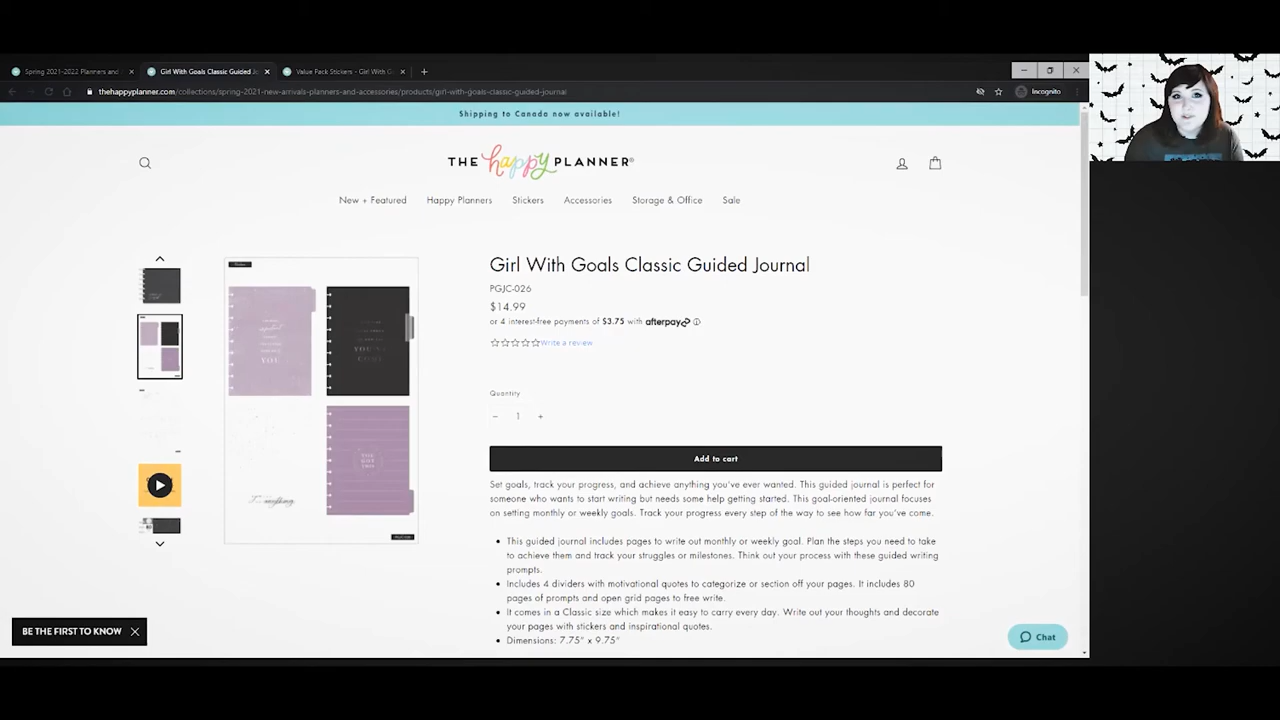 Spring 2021-2022 Planners and
Girl With Goals Classic Guided Jo
Value Pack Stickers - Girl With G
thehappyplanner.com/collections/spring-2021-new-arrivals-planners-and-accessories/products/girl-with-goals-classic-guided-journal
Incognito
Shipping to Canada now available!
THE happy PLANNER®
New + Featured
Happy Planners
Stickers
Accessories
Storage & Office
Sale
Girl With Goals Classic Guided Journal
PGJC-026
$14.99
or 4 interest-free payments of $3.75 with afterpay
Write a review
Quantity
− 1 +
Add to cart
Set goals, track your progress, and achieve anything you've ever wanted. This guided journal is perfect for
someone who wants to start writing but needs some help getting started. This goal-oriented journal focuses
on setting monthly or weekly goals. Track your progress every step of the way to see how far you've come.
• This guided journal includes pages to write out monthly or weekly goal. Plan the steps you need to take
to achieve them and track your struggles or milestones. Think out your process with these guided writing
prompts.
• Includes 4 dividers with motivational quotes to categorize or section off your pages. It includes 80
pages of prompts and open grid pages to free write.
• It comes in a Classic size which makes it easy to carry every day. Write out your thoughts and decorate
your pages with stickers and inspirational quotes.
• Dimensions: 7.75" x 9.75"
BE THE FIRST TO KNOW
Chat